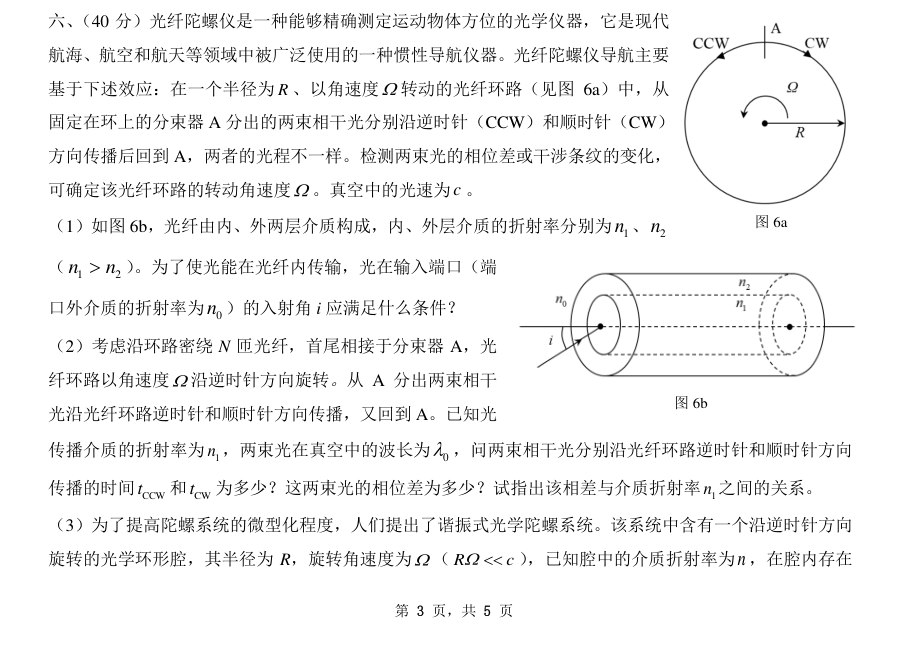 六、（40 分）光纤陀螺仪是一种能够精确测定运动物体方位的光学仪器，它是现代
航海、航空和航天等领域中被广泛使用的一种惯性导航仪器。光纤陀螺仪导航主要
基于下述效应：在一个半径为 R 、以角速度 Ω 转动的光纤环路（见图 6a）中，从
固定在环上的分束器 A 分出的两束相干光分别沿逆时针（CCW）和顺时针（CW）
方向传播后回到 A，两者的光程不一样。检测两束光的相位差或干涉条纹的变化，
可确定该光纤环路的转动角速度 Ω 。真空中的光速为 c 。
A
CCW
CW
Ω
R
图 6a
（1）如图 6b，光纤由内、外两层介质构成，内、外层介质的折射率分别为 n₁ 、 n₂
（ n₁ > n₂ ）。为了使光能在光纤内传输，光在输入端口（端
口外介质的折射率为 n₀ ）的入射角 i 应满足什么条件？
（2）考虑沿环路密绕 N 匝光纤，首尾相接于分束器 A，光
纤环路以角速度 Ω 沿逆时针方向旋转。从 A 分出两束相干
光沿光纤环路逆时针和顺时针方向传播，又回到 A。已知光
n₂
n₀
n₁
i
图 6b
传播介质的折射率为 n₁ ，两束光在真空中的波长为 λ₀ ，问两束相干光分别沿光纤环路逆时针和顺时针方向
传播的时间 t_CCW 和 t_CW 为多少？这两束光的相位差为多少？试指出该相差与介质折射率 n₁ 之间的关系。
（3）为了提高陀螺系统的微型化程度，人们提出了谐振式光学陀螺系统。该系统中含有一个沿逆时针方向
旋转的光学环形腔，其半径为 R，旋转角速度为 Ω （ RΩ << c ），已知腔中的介质折射率为 n ，在腔内存在
第 3 页，共 5 页